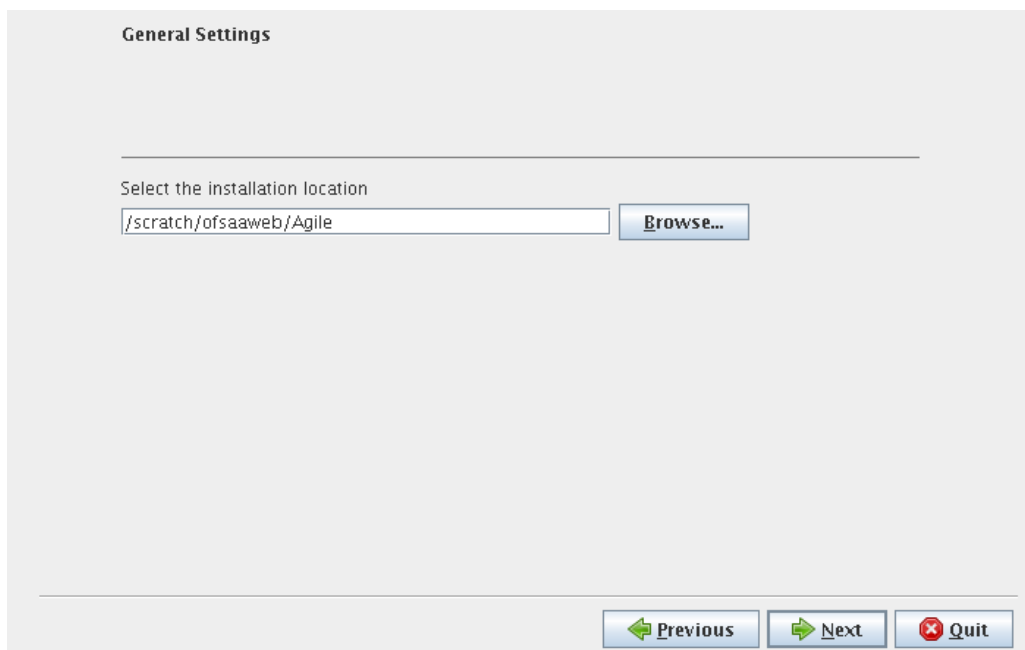 General Settings
Select the installation location
/scratch/ofsaaweb/Agile
Browse...
Previous
Next
Quit